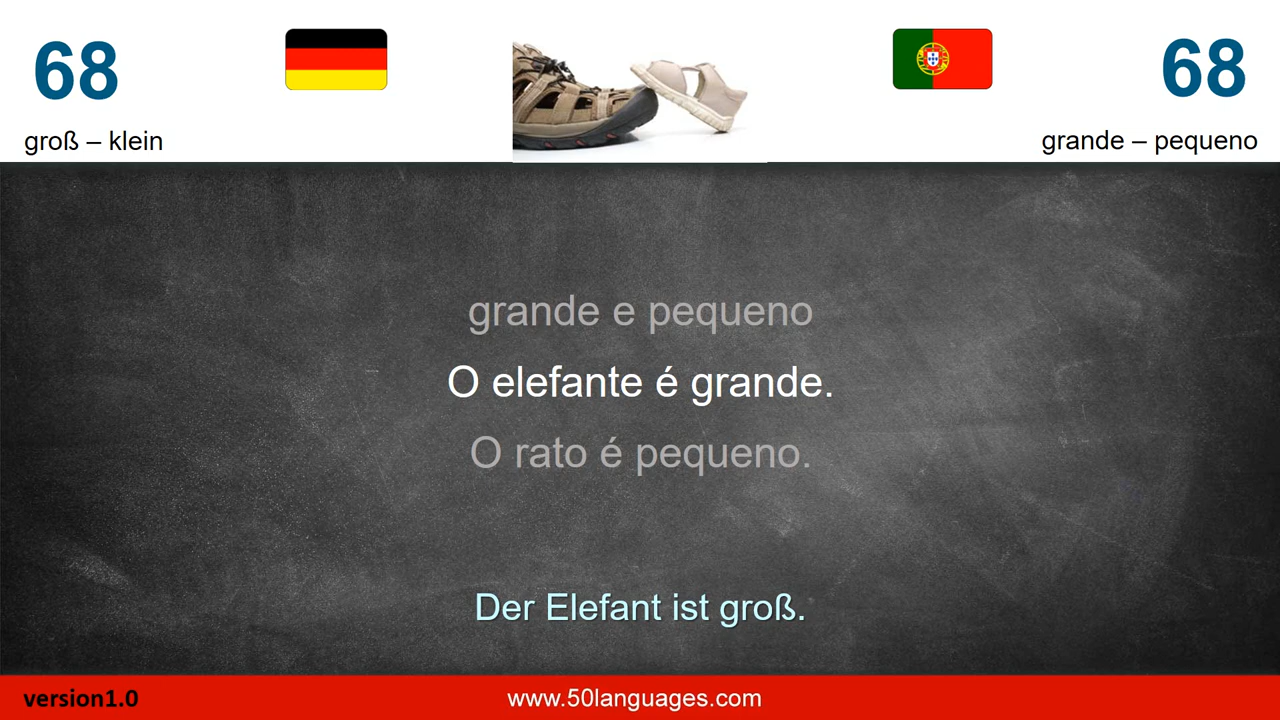 68
68
groß – klein
grande – pequeno
grande e pequeno
O elefante é grande.
O rato é pequeno.
Der Elefant ist groß.
version1.0
www.50languages.com